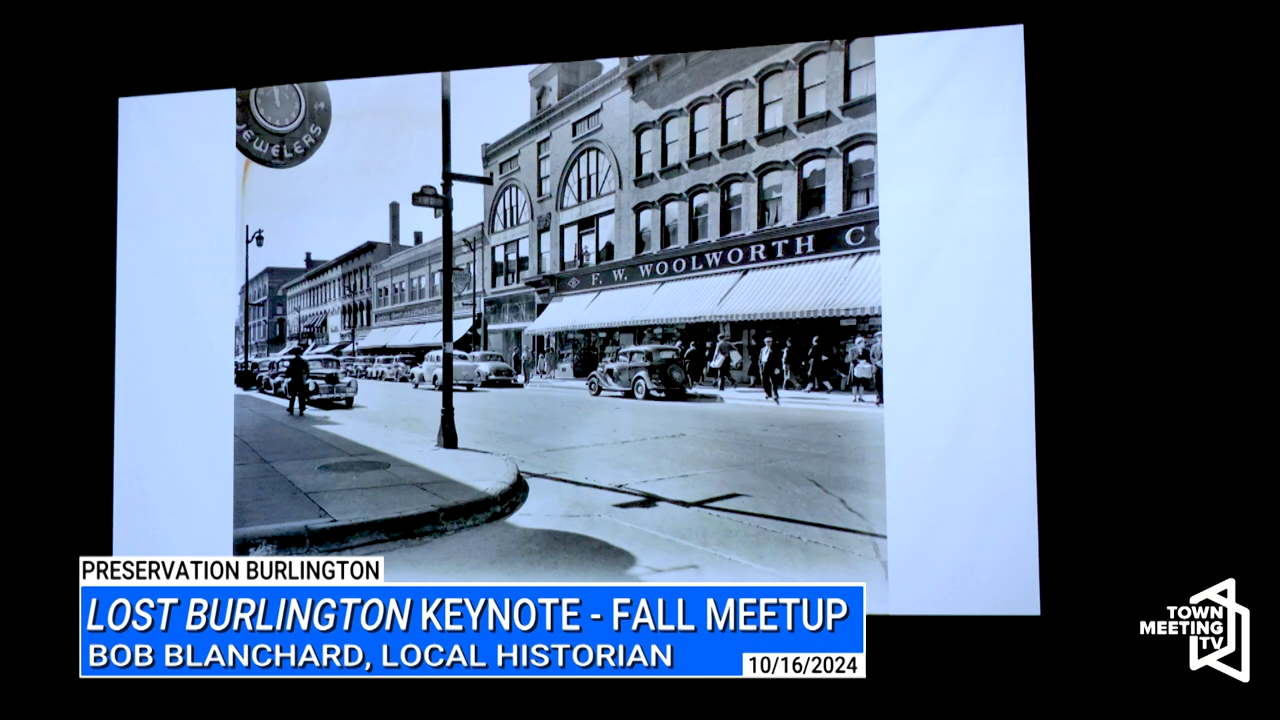 JEWELERS
F. W. WOOLWORTH CO
PRESERVATION BURLINGTON
LOST BURLINGTON KEYNOTE - FALL MEETUP
BOB BLANCHARD, LOCAL HISTORIAN
10/16/2024
TOWN
MEETING
TV